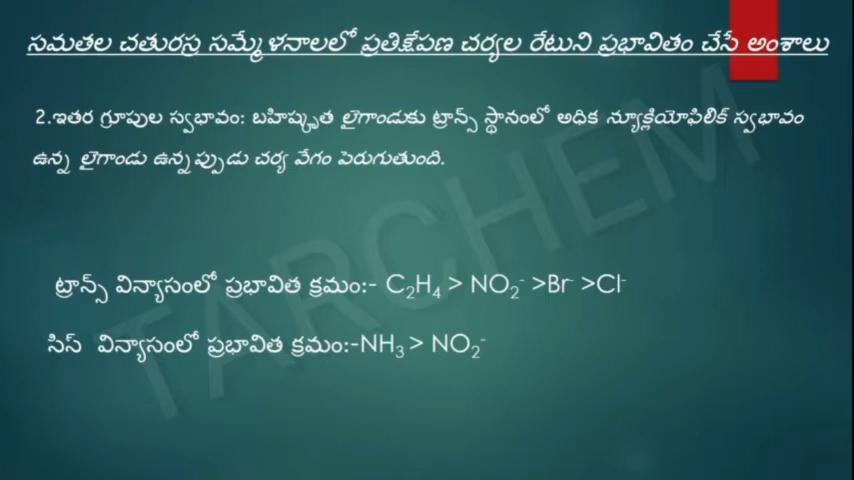 సమతల చతురస్ర సమ్మేళనాలలో ప్రతిక్షేపణ చర్యల రేటుని ప్రభావితం చేసే అంశాలు
2.ఇతర గ్రూపుల స్వభావం: బహిష్కృత లైగాండుకు ట్రాన్స్ స్థానంలో అధిక న్యూక్లియోఫిలిక్ స్వభావం
ఉన్న లైగాండు ఉన్నప్పుడు చర్య వేగం పెరుగుతుంది.
ట్రాన్స్ విన్యాసంలో ప్రభావిత క్రమం:- C₂H₄ > NO₂⁻ >Br⁻ >Cl⁻
సిస్ విన్యాసంలో ప్రభావిత క్రమం:-NH₃ > NO₂⁻
TARCHEM